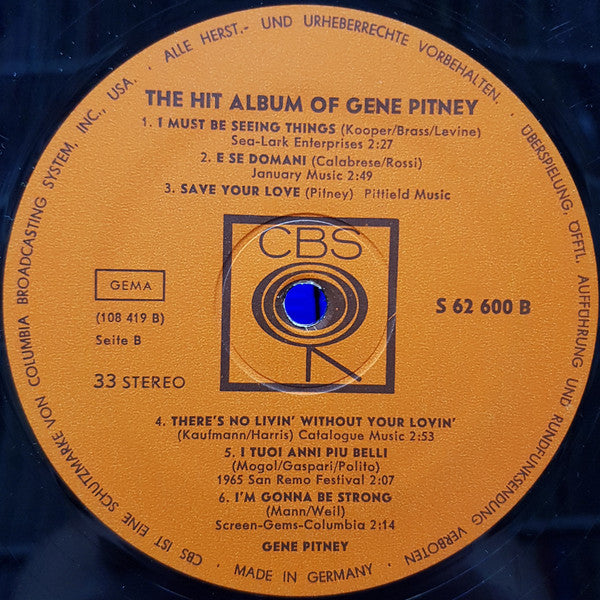 CBS IST EINE SCHUTZMARKE VON COLUMBIA BROADCASTING SYSTEM, INC., USA. • ALLE HERST.- UND URHEBERRECHTE VORBEHALTEN. ÜBERSPIELUNG, ÖFFTL. AUFFÜHRUNG UND RUNDFUNKSENDUNG VERBOTEN
THE HIT ALBUM OF GENE PITNEY
1. I MUST BE SEEING THINGS (Kooper/Brass/Levine)
Sea-Lark Enterprises 2:27
2. E SE DOMANI (Calabrese/Rossi)
January Music 2:49
3. SAVE YOUR LOVE (Pitney) Pittield Music
CBS
GEMA
(108 419 B)
Seite B
33 STEREO
S 62 600 B
4. THERE'S NO LIVIN' WITHOUT YOUR LOVIN'
(Kaufmann/Harris) Catalogue Music 2:53
5. I TUOI ANNI PIU BELLI
(Mogol/Gaspari/Polito)
1965 San Remo Festival 2:07
6. I'M GONNA BE STRONG
(Mann/Weil)
Screen-Gems-Columbia 2:14
GENE PITNEY
• MADE IN GERMANY •